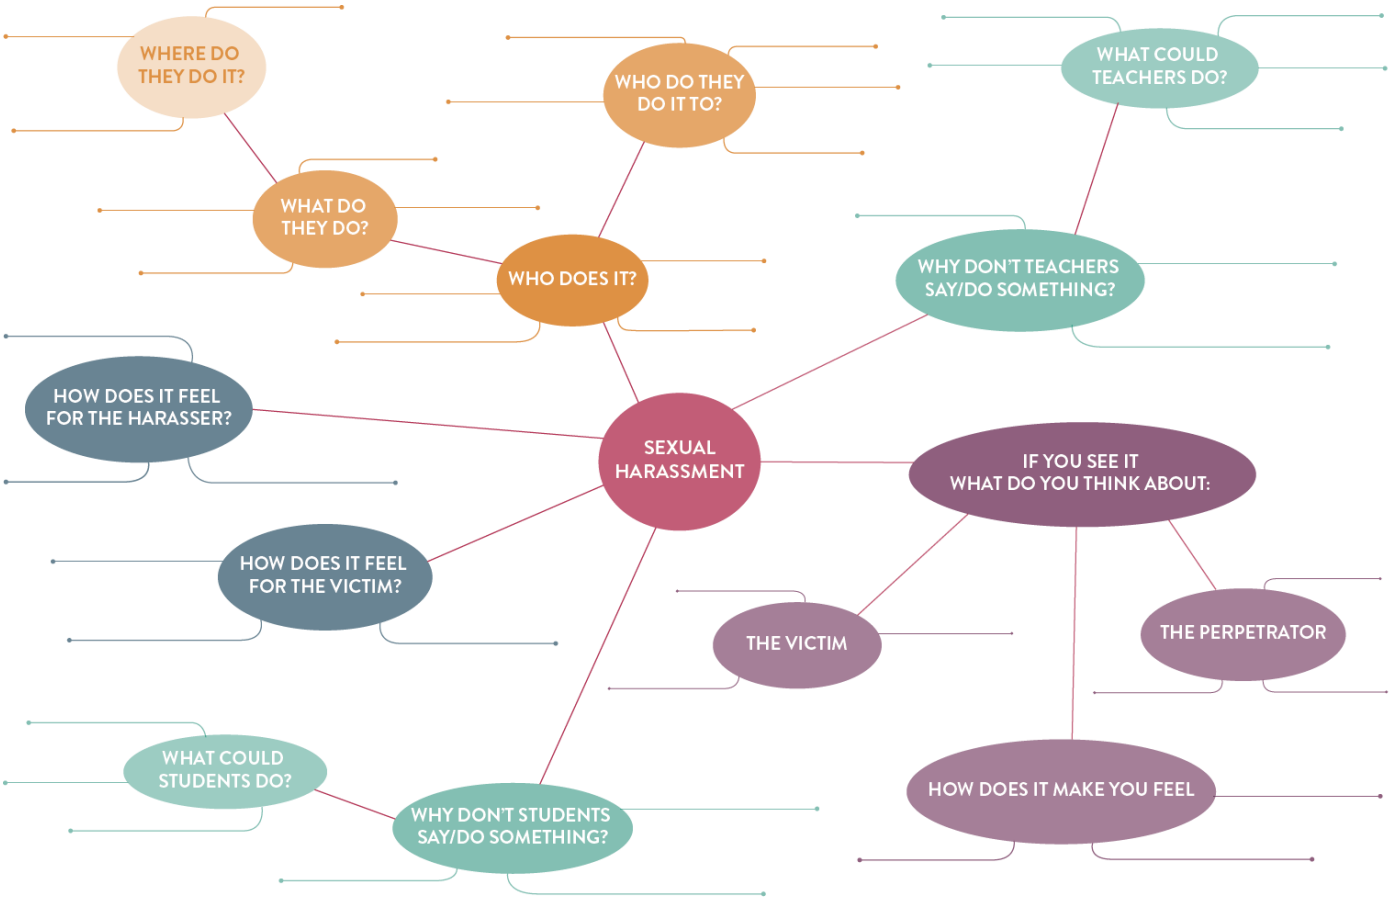 WHERE DO
THEY DO IT?
WHO DO THEY
DO IT TO?
WHAT COULD
TEACHERS DO?
WHAT DO
THEY DO?
WHO DOES IT?
WHY DON'T TEACHERS
SAY/DO SOMETHING?
HOW DOES IT FEEL
FOR THE HARASSER?
SEXUAL
HARASSMENT
IF YOU SEE IT
WHAT DO YOU THINK ABOUT:
HOW DOES IT FEEL
FOR THE VICTIM?
THE VICTIM
THE PERPETRATOR
WHAT COULD
STUDENTS DO?
WHY DON'T STUDENTS
SAY/DO SOMETHING?
HOW DOES IT MAKE YOU FEEL